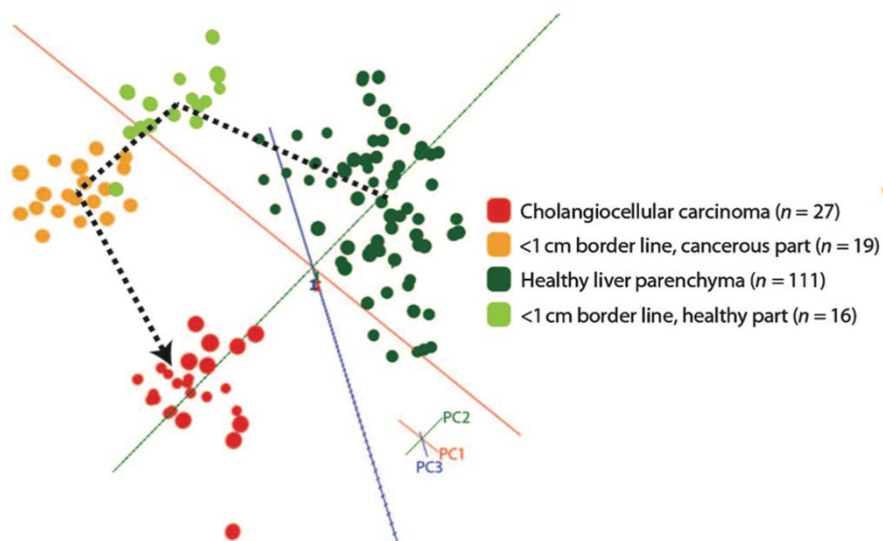 Cholangiocellular carcinoma (n = 27)
<1 cm border line, cancerous part (n = 19)
Healthy liver parenchyma (n = 111)
<1 cm border line, healthy part (n = 16)
PC2
PC1
PC3